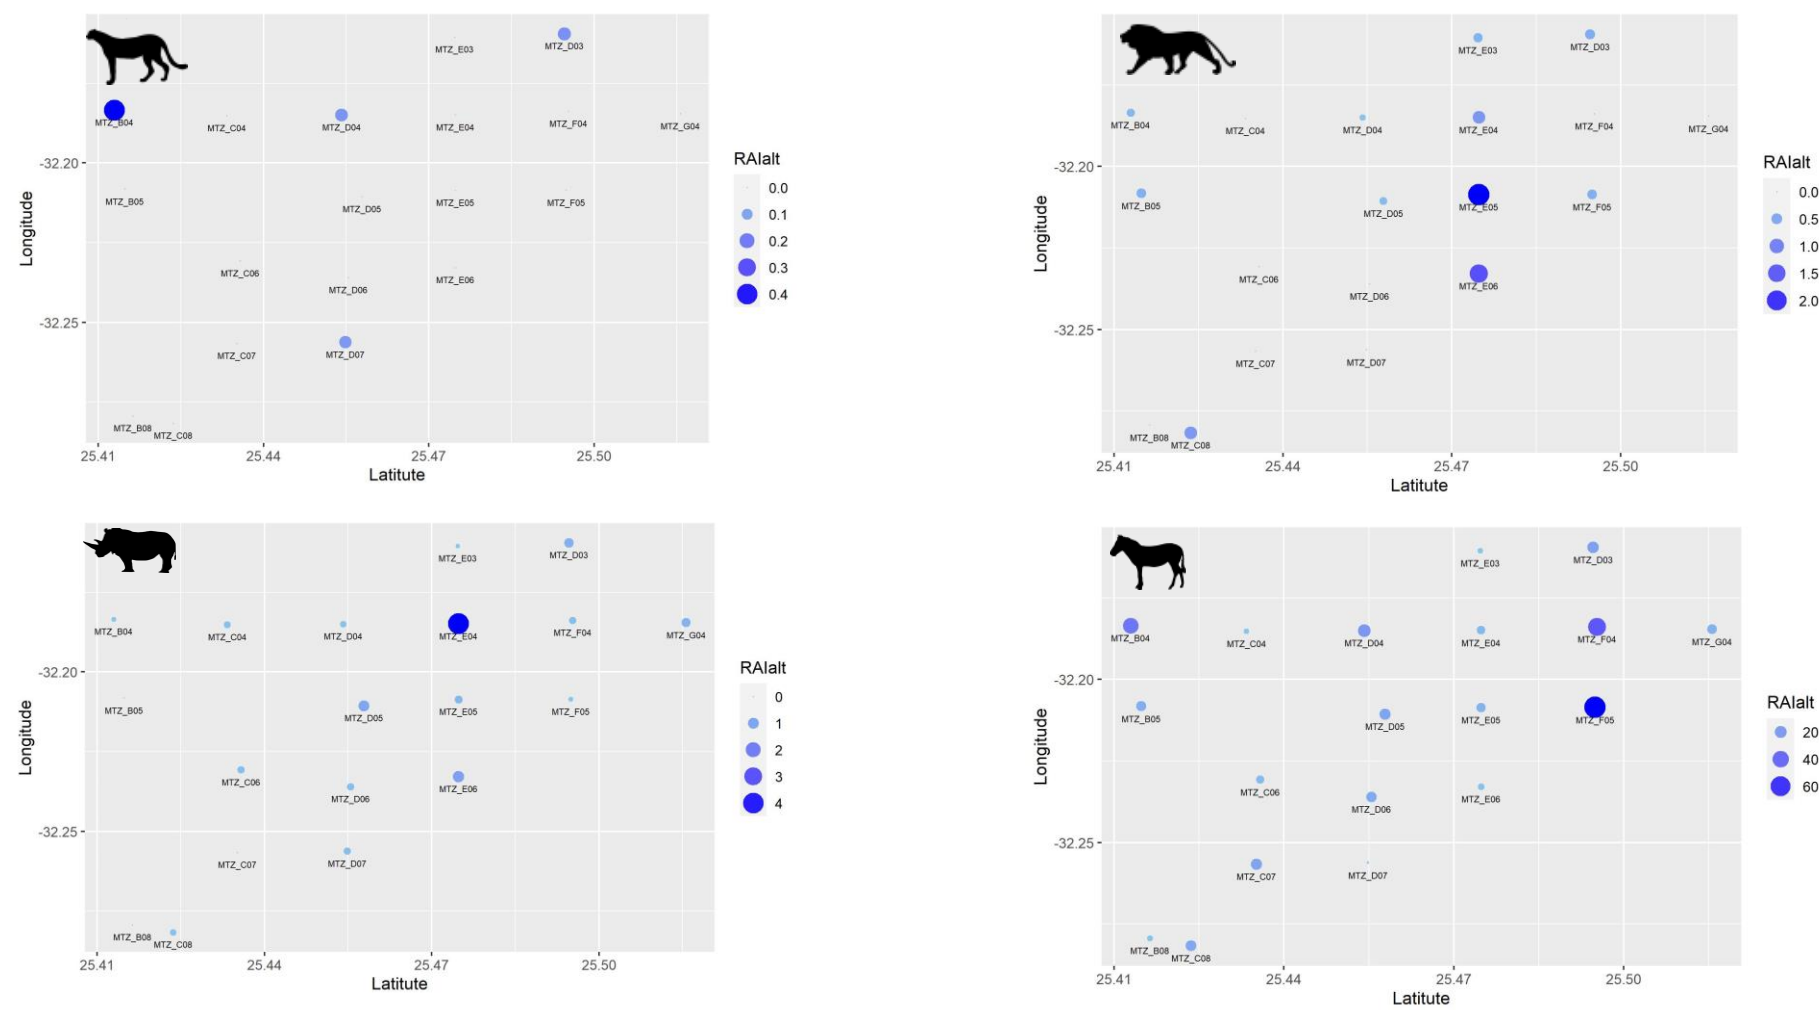 MTZ_E03
MTZ_D03
MTZ_B04
MTZ_C04
MTZ_D04
MTZ_E04
MTZ_F04
MTZ_G04
MTZ_B05
MTZ_D05
MTZ_E05
MTZ_F05
MTZ_C06
MTZ_D06
MTZ_E06
MTZ_C07
MTZ_D07
MTZ_B08
MTZ_C08
-32.20
-32.25
Longitude
25.41
25.44
25.47
25.50
Latitute
RAIalt
0.0
0.1
0.2
0.3
0.4
MTZ_E03
MTZ_D03
MTZ_B04
MTZ_C04
MTZ_D04
MTZ_E04
MTZ_F04
MTZ_G04
MTZ_B05
MTZ_D05
MTZ_E05
MTZ_F05
MTZ_C06
MTZ_D06
MTZ_E06
MTZ_C07
MTZ_D07
MTZ_B08
MTZ_C08
-32.20
-32.25
Longitude
25.41
25.44
25.47
25.50
Latitute
RAIalt
0.0
0.5
1.0
1.5
2.0
MTZ_E03
MTZ_D03
MTZ_B04
MTZ_C04
MTZ_D04
MTZ_E04
MTZ_F04
MTZ_G04
MTZ_B05
MTZ_D05
MTZ_E05
MTZ_F05
MTZ_C06
MTZ_D06
MTZ_E06
MTZ_C07
MTZ_D07
MTZ_B08
MTZ_C08
-32.20
-32.25
Longitude
25.41
25.44
25.47
25.50
Latitute
RAIalt
0
1
2
3
4
MTZ_E03
MTZ_D03
MTZ_B04
MTZ_C04
MTZ_D04
MTZ_E04
MTZ_F04
MTZ_G04
MTZ_B05
MTZ_D05
MTZ_E05
MTZ_F05
MTZ_C06
MTZ_D06
MTZ_E06
MTZ_C07
MTZ_D07
MTZ_B08
MTZ_C08
-32.20
-32.25
Longitude
25.41
25.44
25.47
25.50
Latitute
RAIalt
20
40
60